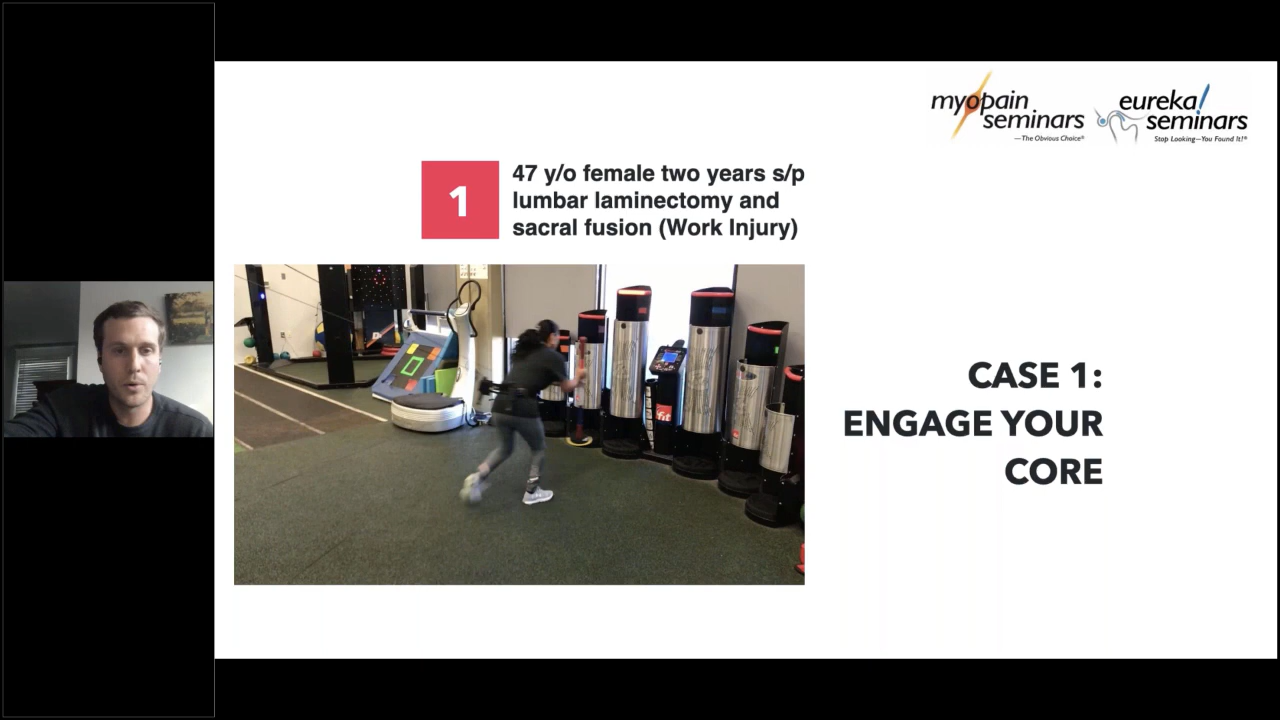 myopain
seminars
—The Obvious Choice®
eureka!
seminars
Stop Looking—You Found It!®
1
47 y/o female two years s/p
lumbar laminectomy and
sacral fusion (Work Injury)
fit
CASE 1:
ENGAGE YOUR
CORE